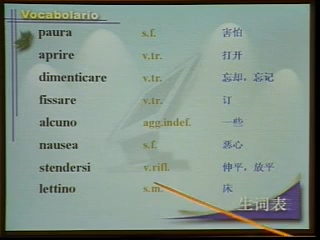 Vocabolario
paura s.f. 害怕
aprire v.tr. 打开
dimenticare v.tr. 忘却，忘记
fissare v.tr. 订
alcuno agg.indef. 一些
nausea s.f. 恶心
stendersi v.rifl. 伸平，放平
lettino s.m. 床
生词表